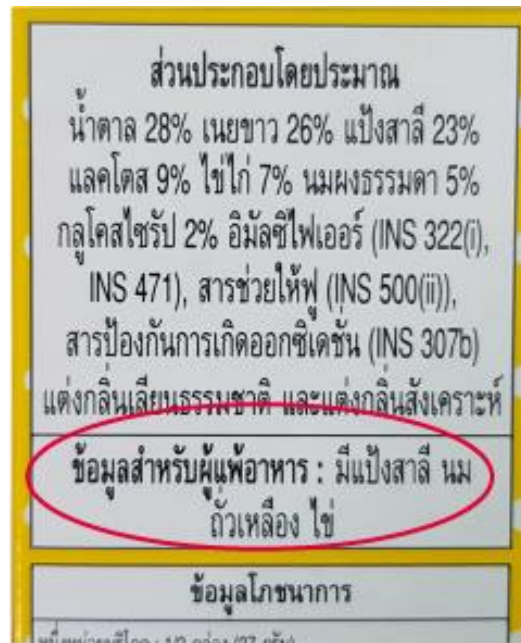 ส่วนประกอบโดยประมาณ
น้ำตาล 28% เนยขาว 26% แป้งสาลี 23%
แลคโตส 9% ไข่ไก่ 7% นมผงธรรมดา 5%
กลูโคสไซรัป 2% อิมัลซิไฟเออร์ (INS 322(i),
INS 471), สารช่วยให้ฟู (INS 500(ii)),
สารป้องกันการเกิดออกซิเดชั่น (INS 307b)
แต่งกลิ่นเลียนธรรมชาติ และแต่งกลิ่นสังเคราะห์
ข้อมูลสำหรับผู้แพ้อาหาร : มีแป้งสาลี นม
ถั่วเหลือง ไข่
ข้อมูลโภชนาการ